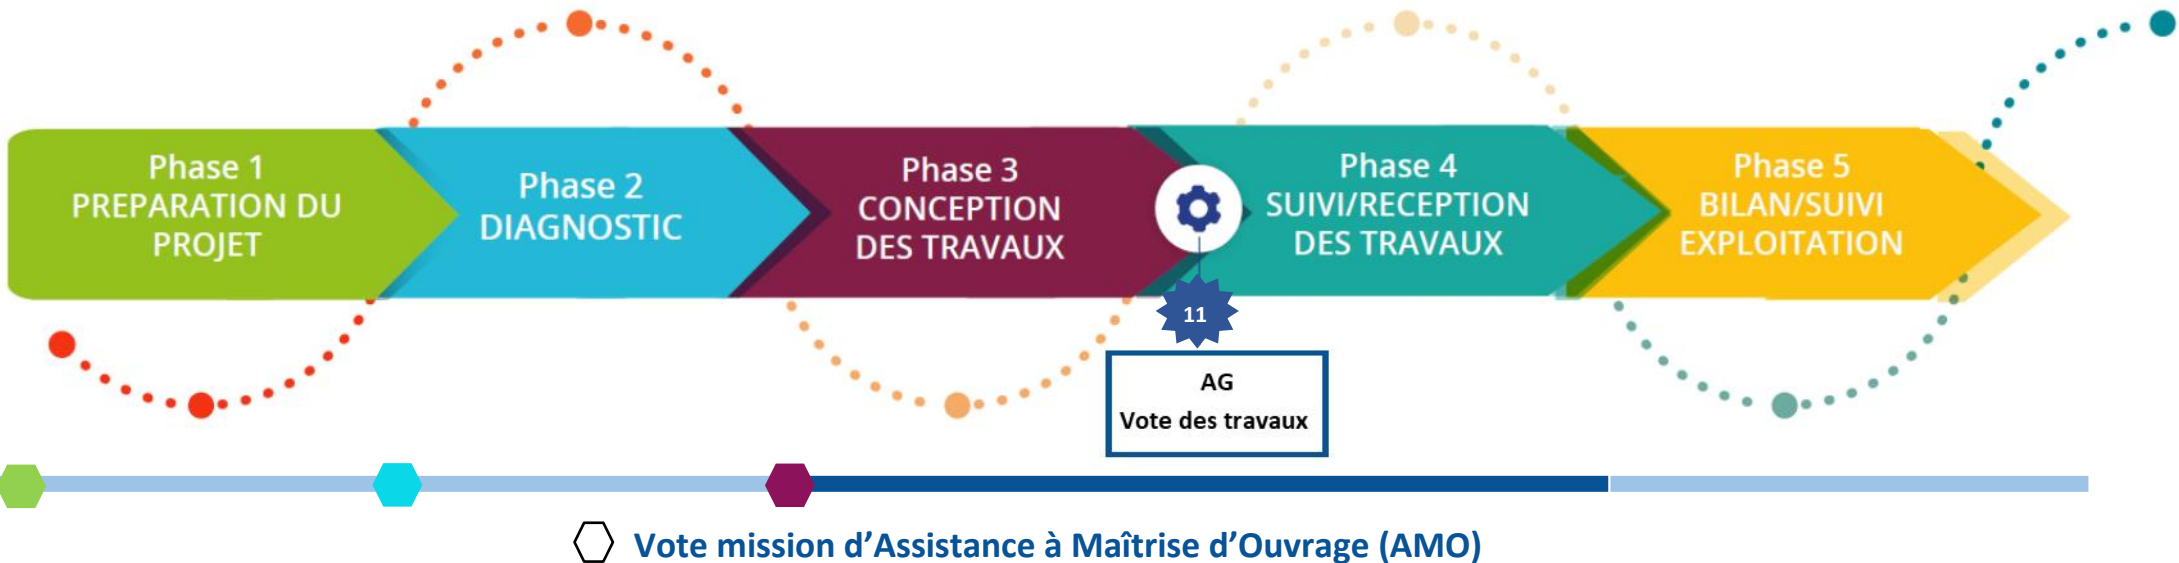 Phase 1
PREPARATION DU
PROJET
Phase 2
DIAGNOSTIC
Phase 3
CONCEPTION
DES TRAVAUX
Phase 4
SUIVI/RECEPTION
DES TRAVAUX
Phase 5
BILAN/SUIVI
EXPLOITATION
11
AG
Vote des travaux
Vote mission d’Assistance à Maîtrise d’Ouvrage (AMO)